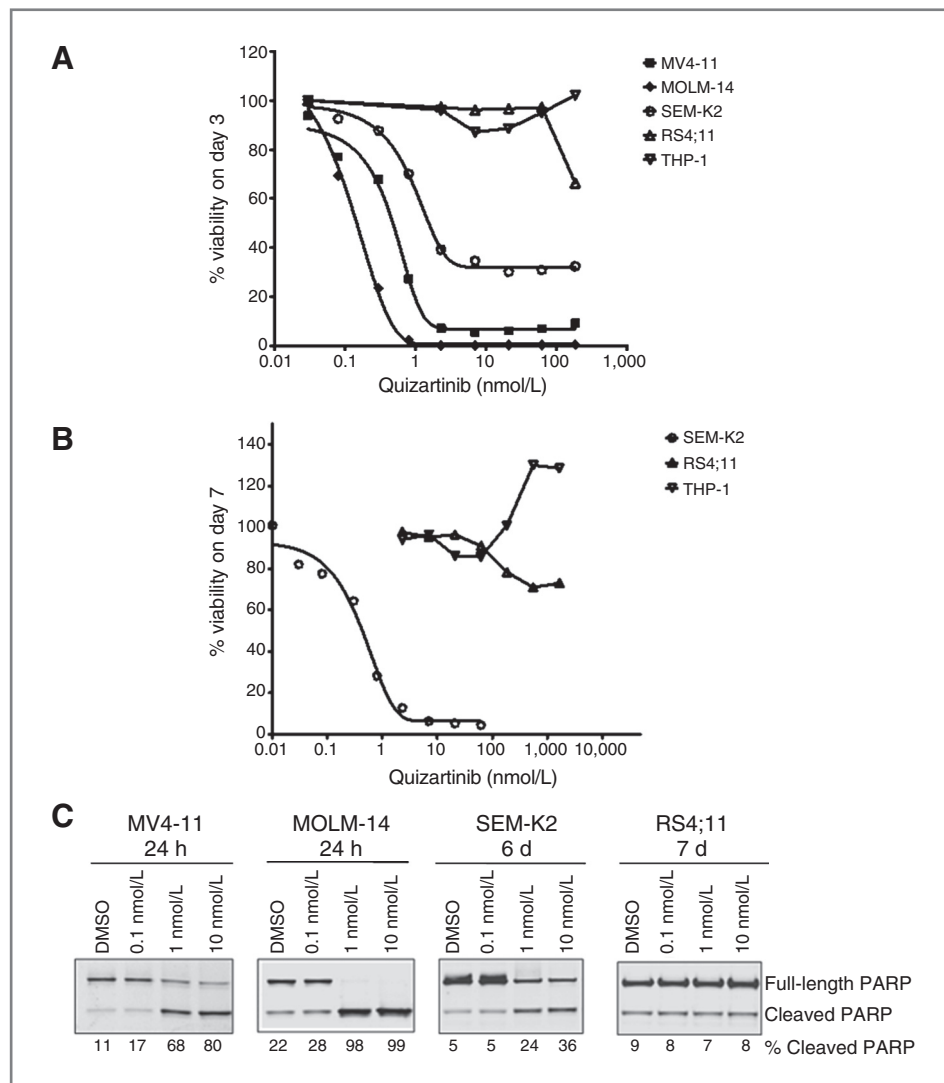 A
120
100
80
60
40
20
0
% viability on day 3
0.01 0.1 1 10 100 1,000
Quizartinib (nmol/L)
MV4-11
MOLM-14
SEM-K2
RS4;11
THP-1
B
140
120
100
80
60
40
20
0
% viability on day 7
0.01 0.1 1 10 100 1,000 10,000
Quizartinib (nmol/L)
SEM-K2
RS4;11
THP-1
C
MV4-11
24 h
DMSO
0.1 nmol/L
1 nmol/L
10 nmol/L
11 17 68 80
MOLM-14
24 h
DMSO
0.1 nmol/L
1 nmol/L
10 nmol/L
22 28 98 99
SEM-K2
6 d
DMSO
0.1 nmol/L
1 nmol/L
10 nmol/L
5 5 24 36
RS4;11
7 d
DMSO
0.1 nmol/L
1 nmol/L
10 nmol/L
9 8 7 8
Full-length PARP
Cleaved PARP
% Cleaved PARP